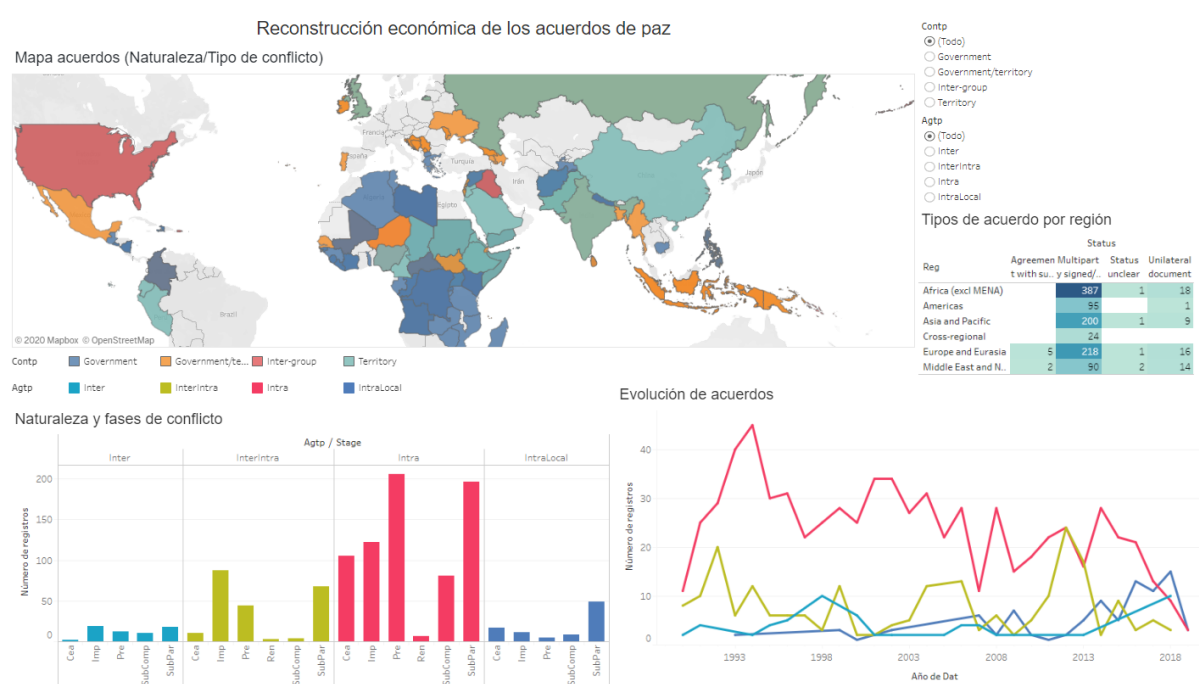 Reconstrucción económica de los acuerdos de paz
Mapa acuerdos (Naturaleza/Tipo de conflicto)
Francia
España
Turquía
Irán
Egipto
Japón
Brazil
© 2020 Mapbox © OpenStreetMap
Contp
(Todo)
Government
Government/territory
Inter-group
Territory
Agtp
(Todo)
Inter
InterIntra
Intra
IntraLocal
Tipos de acuerdo por región
Status
Agreemen Multipart Status Unilateral
Reg t with su.. y signed/.. unclear document
Africa (excl MENA) 387 1 18
Americas 95 1
Asia and Pacific 200 1 9
Cross-regional 24
Europe and Eurasia 5 218 1 16
Middle East and N.. 2 90 2 14
Contp Government Government/te... Inter-group Territory
Agtp Inter InterIntra Intra IntraLocal
Naturaleza y fases de conflicto
Agtp / Stage
Inter InterIntra Intra IntraLocal
Número de registros
200
150
100
50
0
Cea Imp Pre SubComp SubPar Cea Imp Pre Ren SubComp SubPar Cea Imp Pre Ren SubComp SubPar Cea Imp Pre SubComp SubPar
Evolución de acuerdos
Número de registros
40
30
20
10
0
1993 1998 2003 2008 2013 2018
Año de Dat